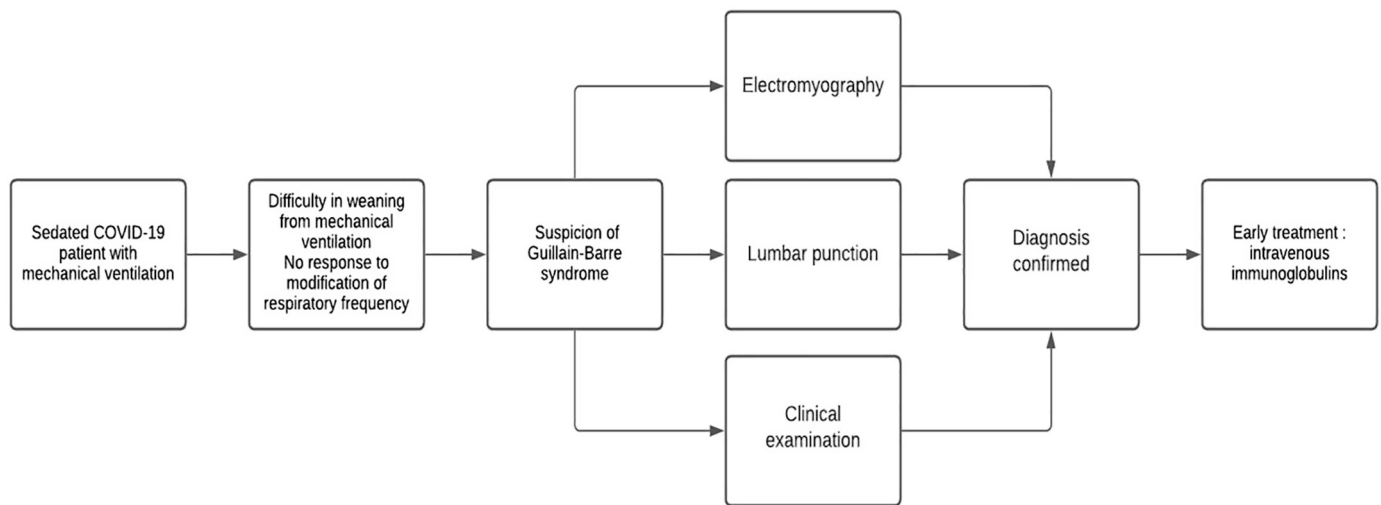 Sedated COVID-19
patient with
mechanical ventilation
Difficulty in weaning
from mechanical
ventilation
No response to
modification of
respiratory frequency
Suspicion of
Guillain-Barre
syndrome
Electromyography
Lumbar punction
Clinical
examination
Diagnosis
confirmed
Early treatment :
intravenous
immunoglobulins